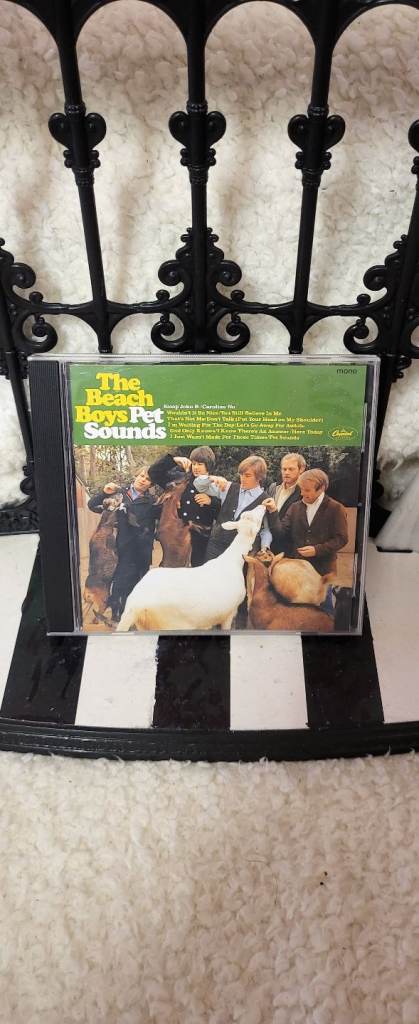 The
Beach
Boys Pet
Sounds
mono
Sloop John B./Caroline No.
Wouldn't It Be Nice/You Still Believe In Me
That's Not Me/Don't Talk (Put Your Head on My Shoulder)
I'm Waiting For The Day/Let's Go Away For Awhile
God Only Knows/I Know There's An Answer/Here Today
I Just Wasn't Made For These Times/Pet Sounds
Capitol